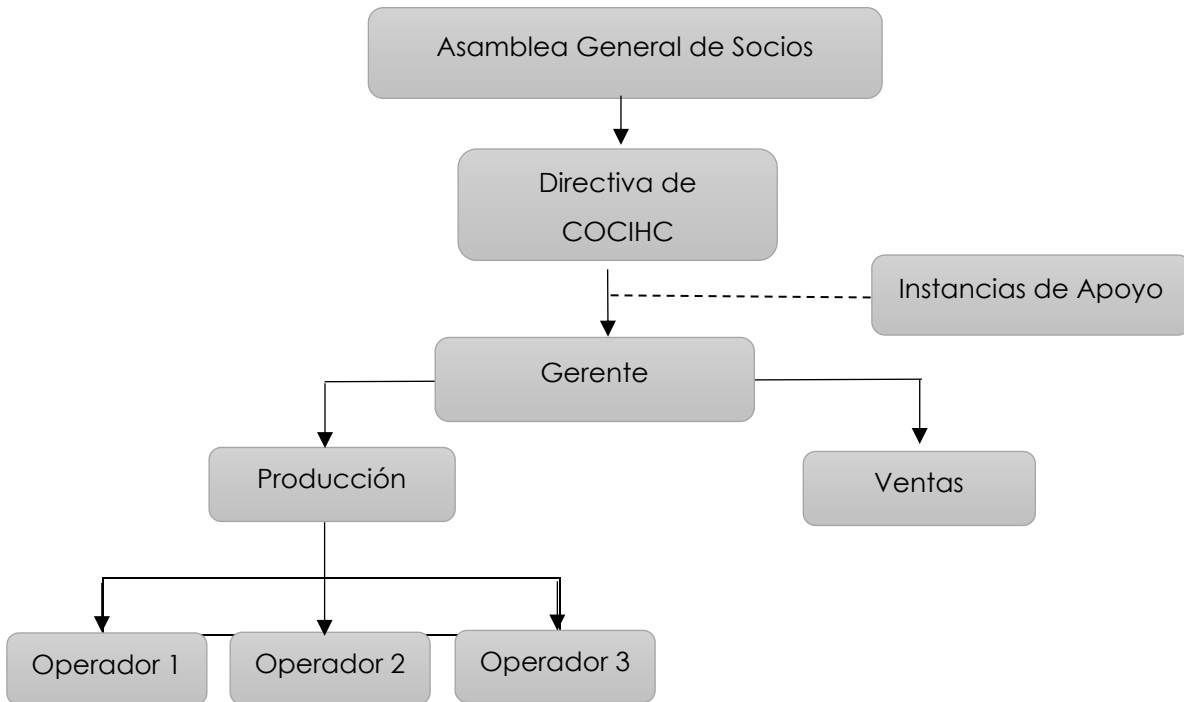 Asamblea General de Socios
Directiva de
COCIHC
Instancias de Apoyo
Gerente
Producción
Ventas
Operador 1
Operador 2
Operador 3